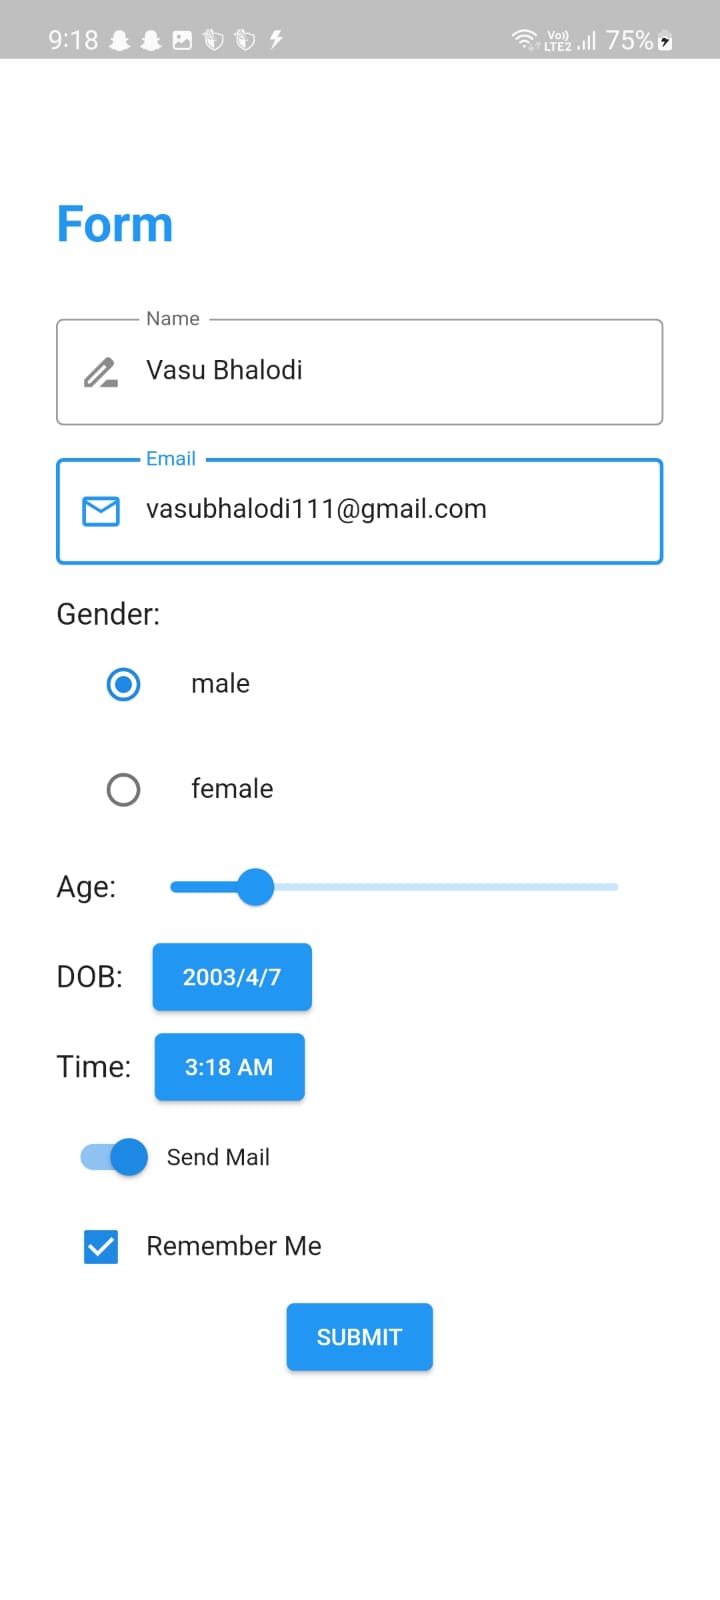 9:18 Vo)) LTE2 75%
Form
Name
Vasu Bhalodi
Email
vasubhalodi111@gmail.com
Gender:
male
female
Age:
DOB: 2003/4/7
Time: 3:18 AM
Send Mail
Remember Me
SUBMIT